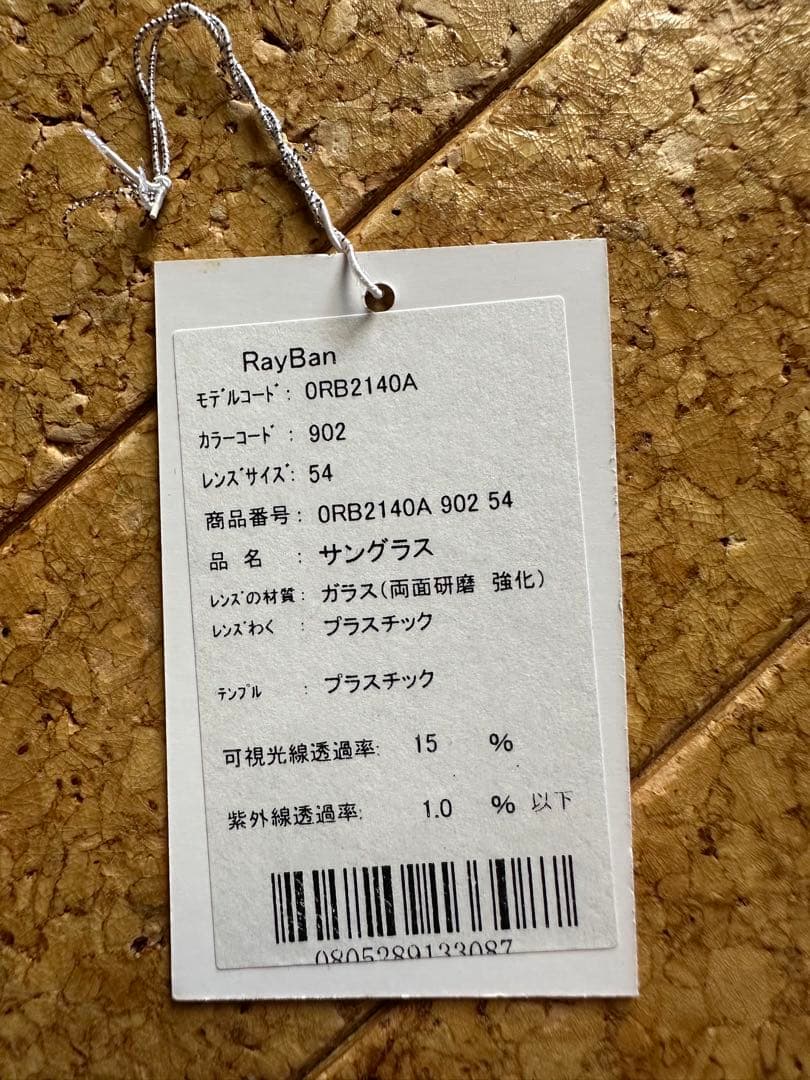 RayBan
ﾓﾃﾞﾙｺｰﾄﾞ: 0RB2140A
ｶﾗｰｺｰﾄﾞ : 902
ﾚﾝｽﾞｻｲｽﾞ: 54
商品番号: 0RB2140A 902 54
品 名 : サングラス
ﾚﾝｽﾞの材質: ガラス(両面研磨 強化)
ﾚﾝｽﾞわく : プラスチック
ﾃﾝﾌﾟﾙ : プラスチック
可視光線透過率: 15 %
紫外線透過率: 1.0 % 以下
0805289133087